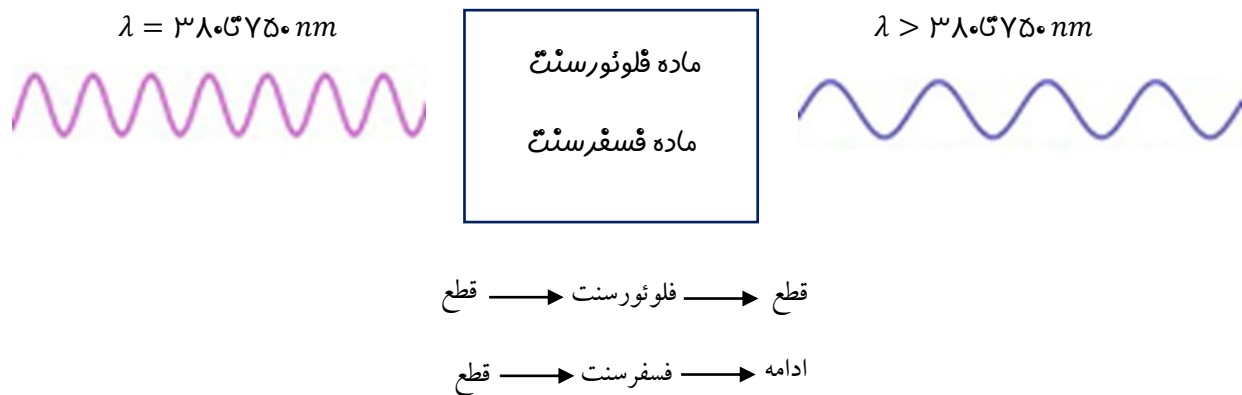 λ = ۳۸۰تا۷۵۰ nm
λ > ۳۸۰تا۷۵۰ nm
ماده فلوئورسنت
ماده فسفرسنت
قطع → فلوئورسنت → قطع
قطع → فسفرسنت → ادامه